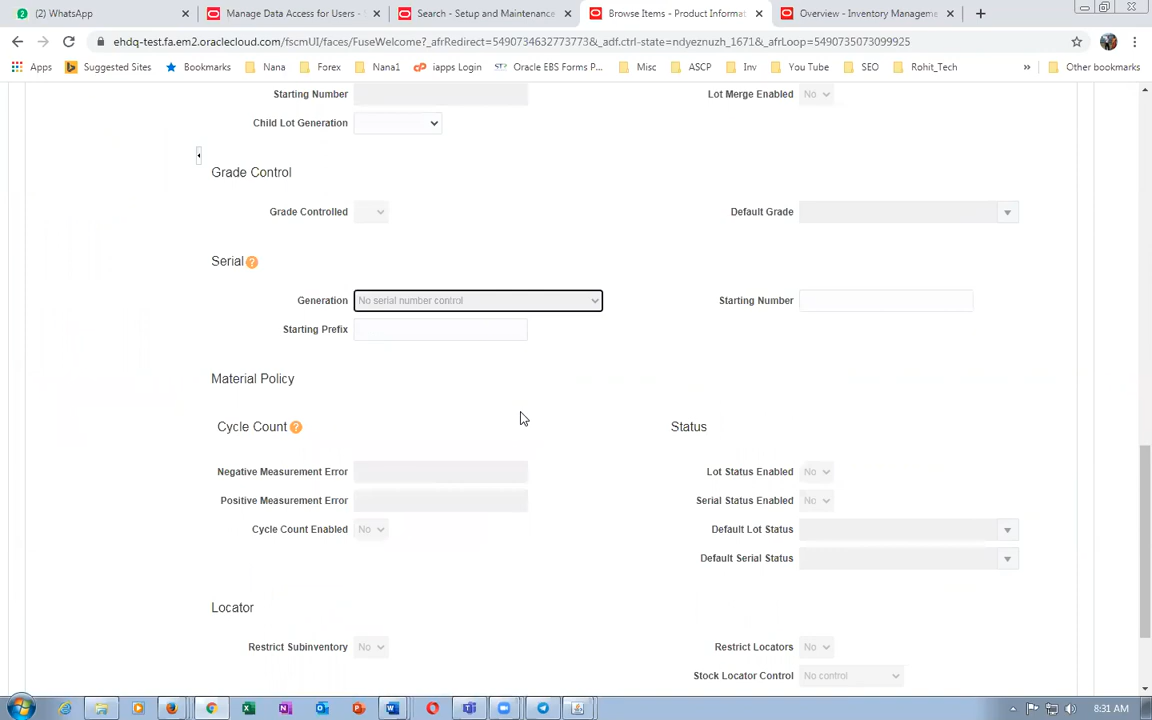 2 (2) WhatsApp
Manage Data Access for Users -
Search - Setup and Maintenance
Browse Items - Product Informat
Overview - Inventory Manageme
ehdq-test.fa.em2.oraclecloud.com/fscmUI/faces/FuseWelcome?_afrRedirect=5490734632773773&_adf.ctrl-state=ndyeznuzh_1671&_afrLoop=5490735073099925
Apps Suggested Sites Bookmarks Nana Forex Nana1 iapps Login Oracle EBS Forms P... Misc ASCP Inv You Tube SEO Rohit_Tech » Other bookmarks
Starting Number Lot Merge Enabled No
Child Lot Generation
Grade Control
Grade Controlled Default Grade
Serial ?
Generation No serial number control Starting Number
Starting Prefix
Material Policy
Cycle Count ? Status
Negative Measurement Error Lot Status Enabled No
Positive Measurement Error Serial Status Enabled No
Cycle Count Enabled No Default Lot Status
Default Serial Status
Locator
Restrict Subinventory No Restrict Locators No
Stock Locator Control No control
8:31 AM